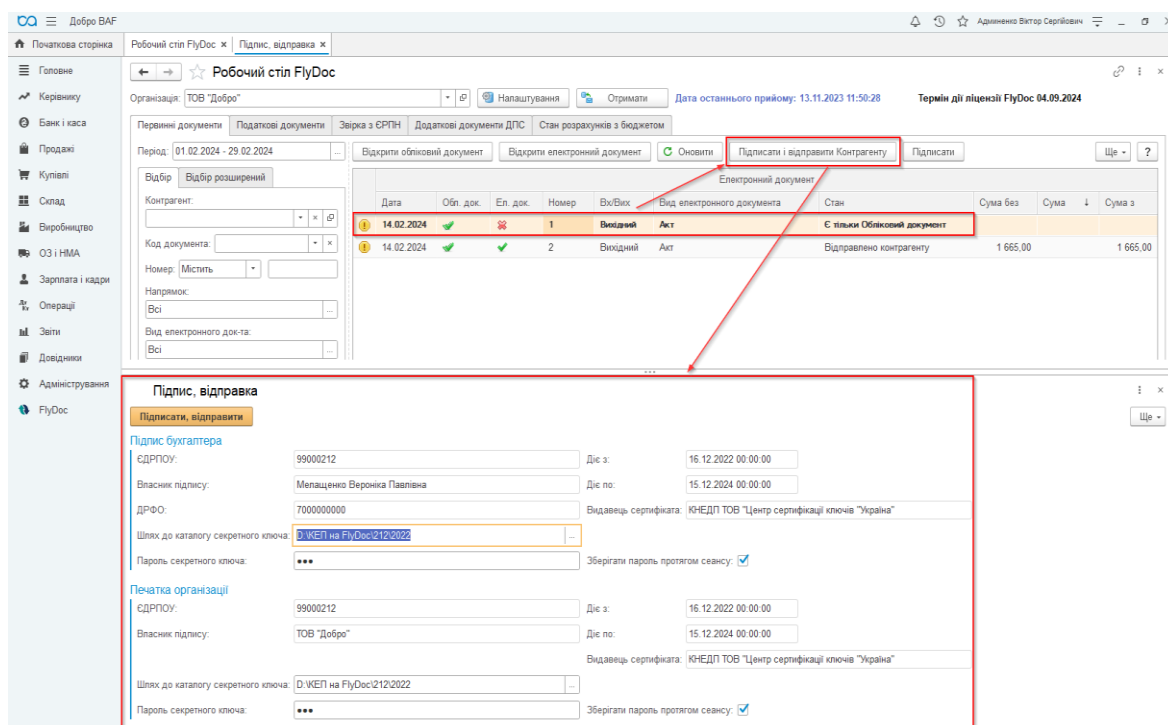 Добро BAF
Админенко Віктор Сергійович
Початкова сторінка
Робочий стіл FlyDoc ×
Підпис, відправка ×
Головне
Керівнику
Банк і каса
Продажі
Купівлі
Склад
Виробництво
ОЗ і НМА
Зарплата і кадри
Операції
Звіти
Довідники
Адміністрування
FlyDoc
Робочий стіл FlyDoc
Організація: ТОВ "Добро"
Налаштування
Отримати
Дата останнього прийому: 13.11.2023 11:50:28
Термін дії ліцензії FlyDoc 04.09.2024
Первинні документи
Податкові документи
Звірка з ЄРПН
Додаткові документи ДПС
Стан розрахунків з бюджетом
Період: 01.02.2024 - 29.02.2024 ...
Відкрити обліковий документ
Відкрити електронний документ
Оновити
Підписати і відправити Контрагенту
Підписати
Ще
?
Відбір
Відбір розширений
Контрагент:
Код документа:
Номер: Містить
Напрямок:
Всі ...
Вид електронного док-та:
Всі ...
Електронний документ
Дата Обл. док. Ел. док. Номер Вх/Вих Вид електронного документа Стан Сума без Сума ↓ Сума з
14.02.2024 1 Вихідний Акт Є тільки Обліковий документ
14.02.2024 2 Вихідний Акт Відправлено контрагенту 1 665,00 1 665,00
Підпис, відправка
Підписати, відправити
Ще
Підпис бухгалтера
ЄДРПОУ: 99000212 Діє з: 16.12.2022 00:00:00
Власник підпису: Мелащенко Вероніка Павлівна Діє по: 15.12.2024 00:00:00
ДРФО: 7000000000 Видавець сертифіката: КНЕДП ТОВ "Центр сертифікації ключів "Україна"
Шлях до каталогу секретного ключа: D:\КЕП на FlyDoc\212\2022 ...
Пароль секретного ключа: ●●● Зберігати пароль протягом сеансу:
Печатка організації
ЄДРПОУ: 99000212 Діє з: 16.12.2022 00:00:00
Власник підпису: ТОВ "Добро" Діє по: 15.12.2024 00:00:00
Видавець сертифіката: КНЕДП ТОВ "Центр сертифікації ключів "Україна"
Шлях до каталогу секретного ключа: D:\КЕП на FlyDoc\212\2022 ...
Пароль секретного ключа: ●●● Зберігати пароль протягом сеансу: